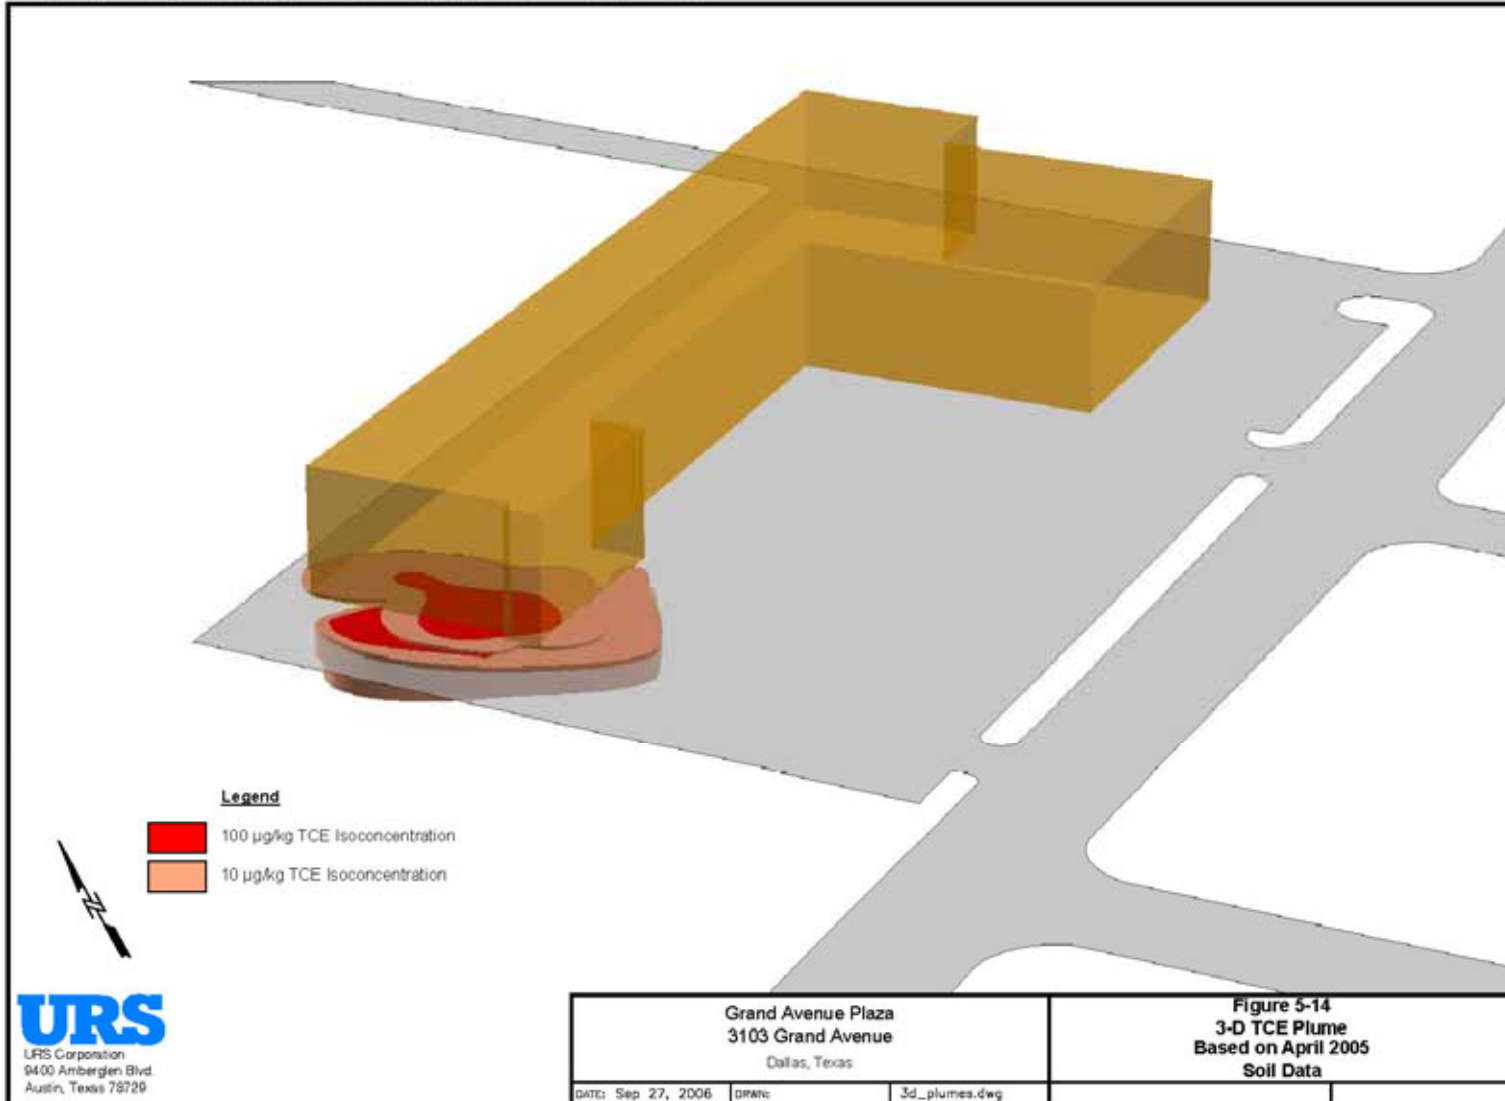 Legend
100 µg/kg TCE Isoconcentration
10 µg/kg TCE Isoconcentration
N
URS
URS Corporation
9400 Amberglen Blvd.
Austin, Texas 78729
Grand Avenue Plaza
3103 Grand Avenue
Dallas, Texas
DATE: Sep 27, 2006
DRWN:
3d_plumes.dwg
Figure 5-14
3-D TCE Plume
Based on April 2005
Soil Data